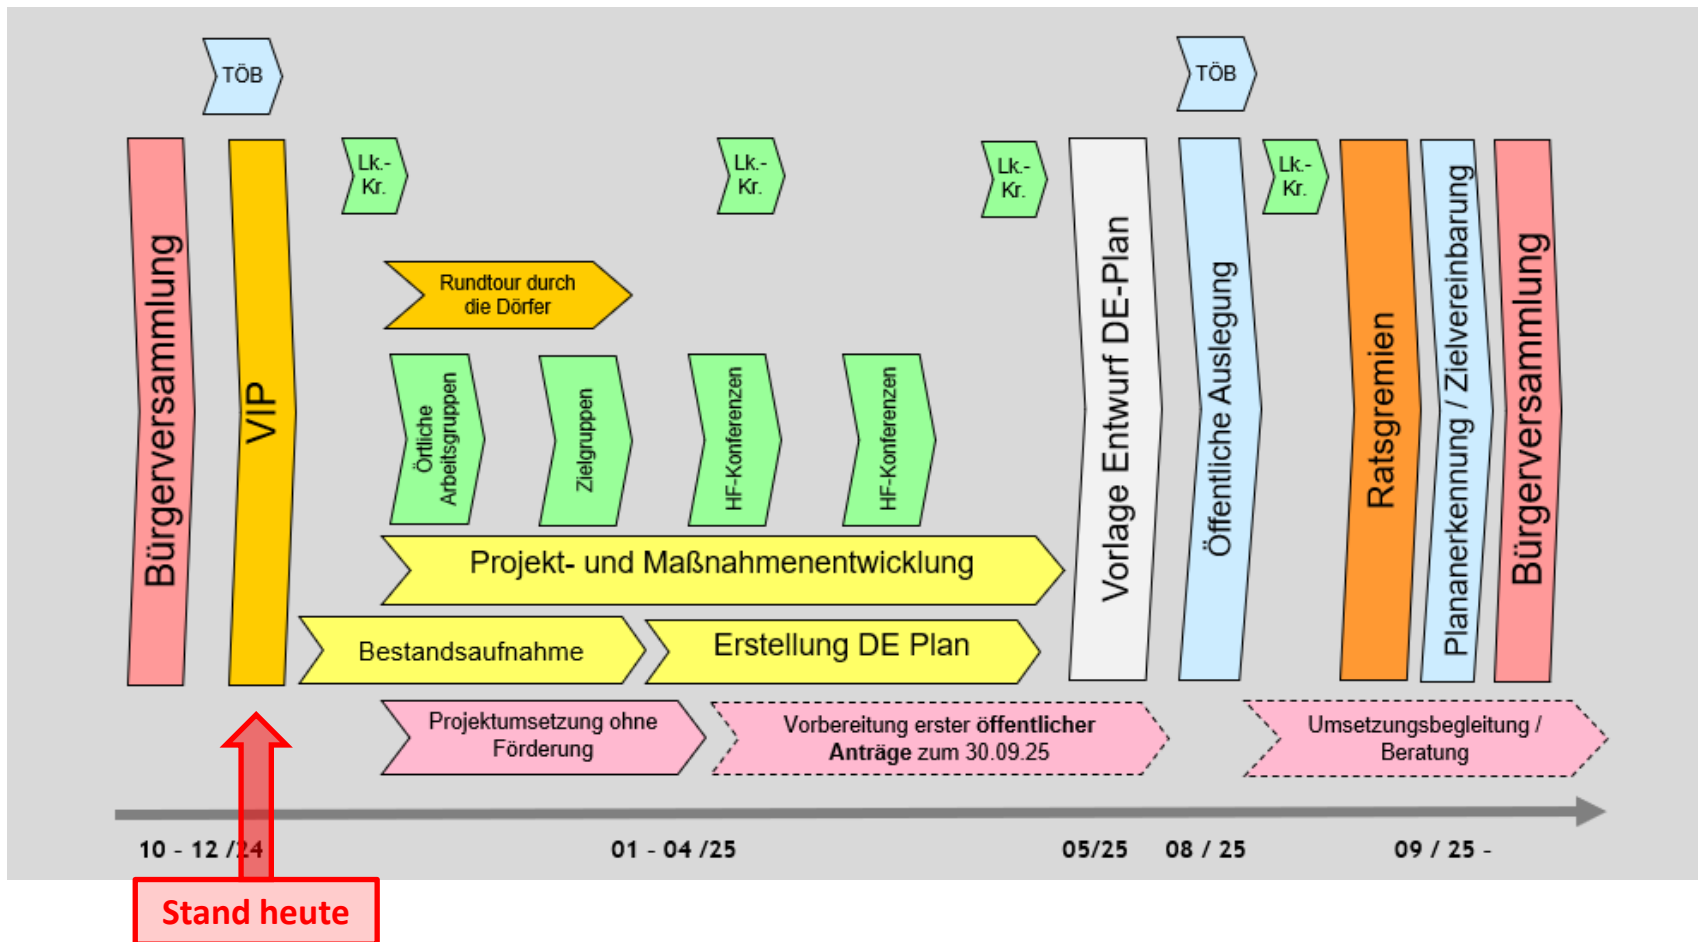 TÖB
TÖB
Bürgerversammlung
VIP
Lk.-
Kr.
Lk.-
Kr.
Lk.-
Kr.
Vorlage Entwurf DE-Plan
Öffentliche Auslegung
Lk.-
Kr.
Ratsgremien
Plananerkennung / Zielvereinbarung
Bürgerversammlung
Rundtour durch
die Dörfer
Örtliche
Arbeitsgruppen
Zielgruppen
HF-Konferenzen
HF-Konferenzen
Projekt- und Maßnahmenentwicklung
Bestandsaufnahme
Erstellung DE Plan
Projektumsetzung ohne
Förderung
Vorbereitung erster öffentlicher
Anträge zum 30.09.25
Umsetzungsbegleitung /
Beratung
10 - 12 /24
01 - 04 /25
05/25
08 / 25
09 / 25 -
Stand heute